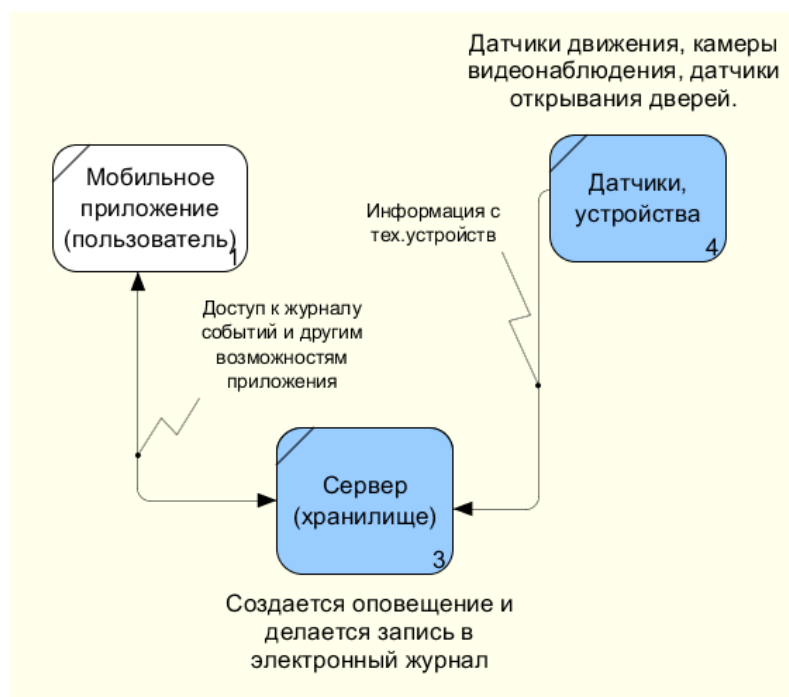 Датчики движения, камеры
видеонаблюдения, датчики
открывания дверей.
Мобильное
приложение
(пользователь)
1
Датчики,
устройства
4
Информация с
тех.устройств
Доступ к журналу
событий и другим
возможностям
приложения
Сервер
(хранилище)
3
Создается оповещение и
делается запись в
электронный журнал